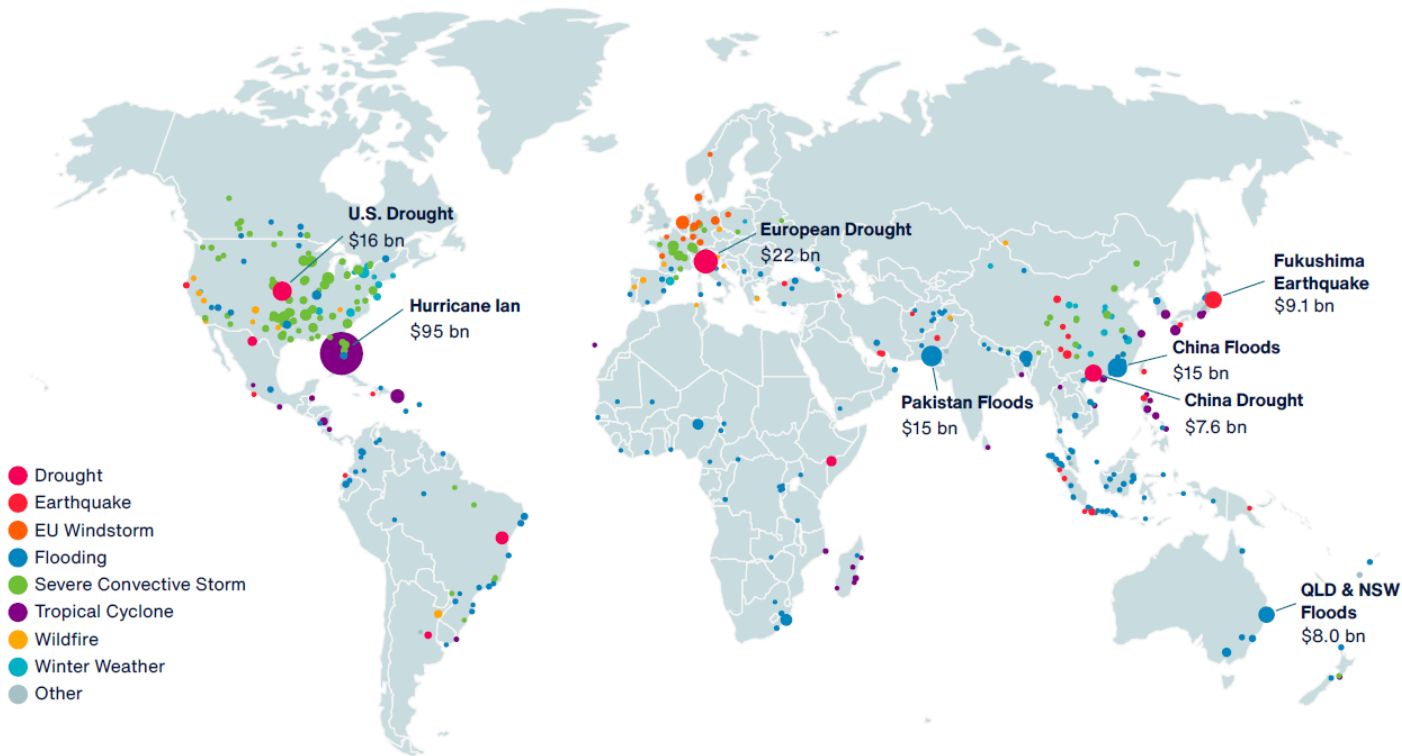 U.S. Drought
$16 bn
Hurricane Ian
$95 bn
European Drought
$22 bn
Fukushima
Earthquake
$9.1 bn
China Floods
$15 bn
China Drought
$7.6 bn
Pakistan Floods
$15 bn
QLD & NSW
Floods
$8.0 bn
Drought
Earthquake
EU Windstorm
Flooding
Severe Convective Storm
Tropical Cyclone
Wildfire
Winter Weather
Other